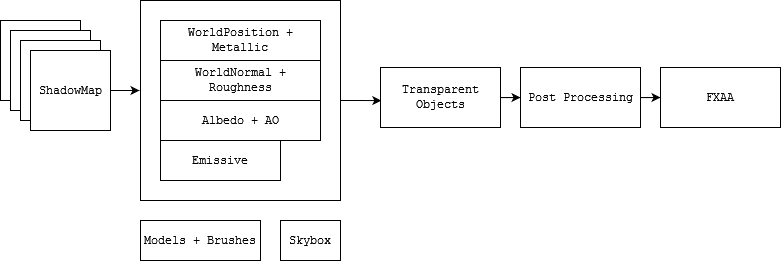 WorldPosition +
Metallic
ShadowMap
WorldNormal +
Roughness
Albedo + AO
Emissive
Transparent
Objects
Post Processing
FXAA
Models + Brushes
Skybox